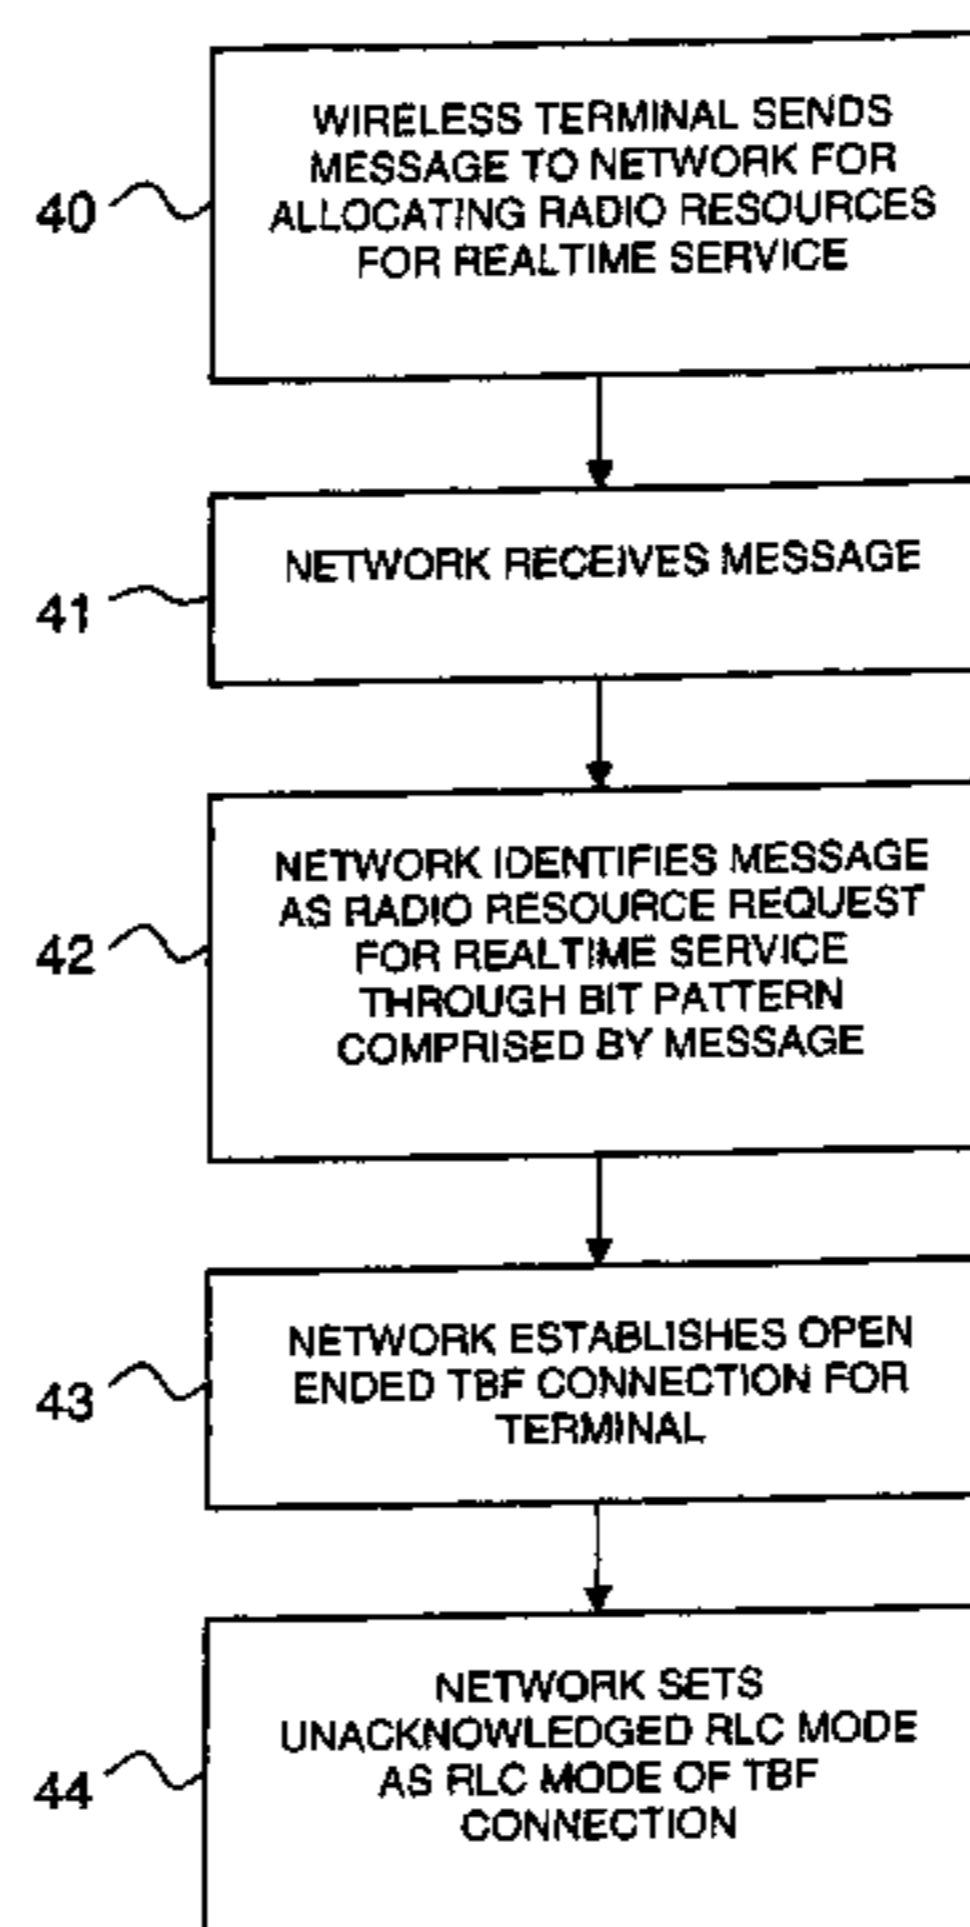 40
WIRELESS TERMINAL SENDS
MESSAGE TO NETWORK FOR
ALLOCATING RADIO RESOURCES
FOR REALTIME SERVICE
41
NETWORK RECEIVES MESSAGE
42
NETWORK IDENTIFIES MESSAGE
AS RADIO RESOURCE REQUEST
FOR REALTIME SERVICE
THROUGH BIT PATTERN
COMPRISED BY MESSAGE
43
NETWORK ESTABLISHES OPEN
ENDED TBF CONNECTION FOR
TERMINAL
44
NETWORK SETS
UNACKNOWLEDGED RLC MODE
AS RLC MODE OF TBF
CONNECTION